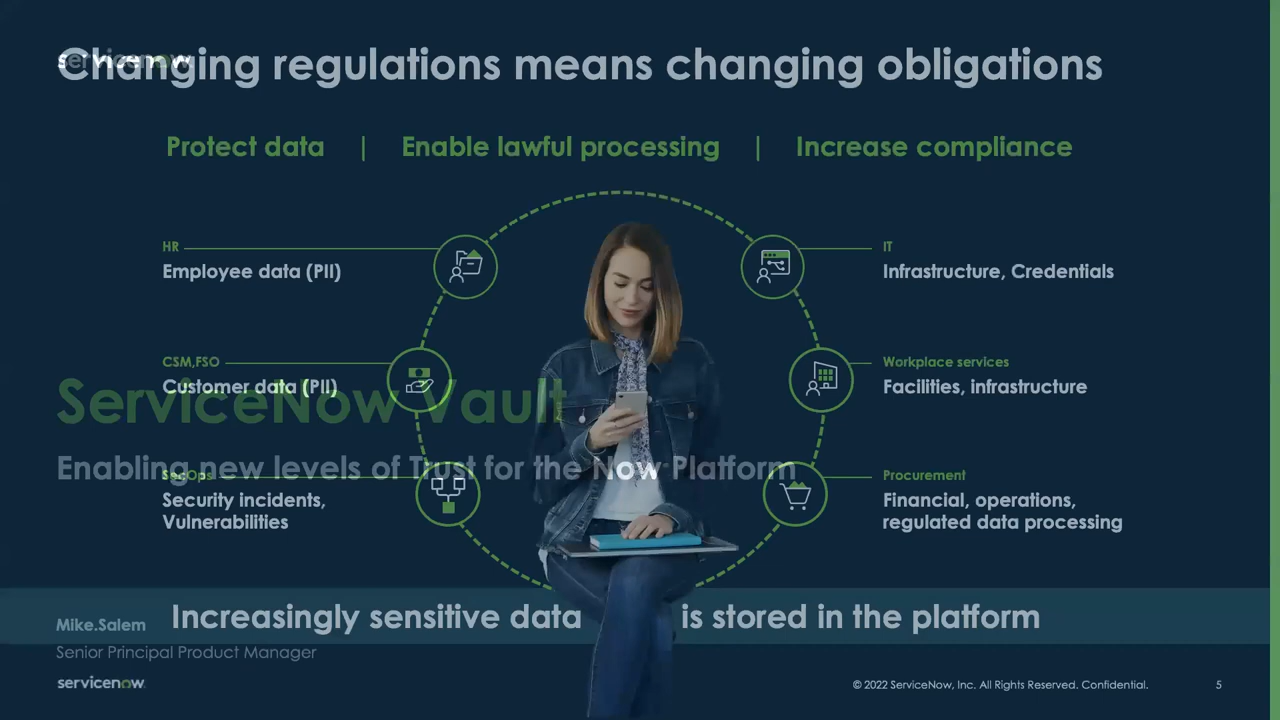 servicenow
Changing regulations means changing obligations
Protect data | Enable lawful processing | Increase compliance
HR
Employee data (PII)
IT
Infrastructure, Credentials
CSM,FSO
Customer data (PII)
Workplace services
Facilities, infrastructure
ServiceNow Vault
Enabling new levels of Trust for the Now Platform
SecOps
Security incidents,
Vulnerabilities
Procurement
Financial, operations,
regulated data processing
Increasingly sensitive data is stored in the platform
Mike.Salem
Senior Principal Product Manager
servicenow.
© 2022 ServiceNow, Inc. All Rights Reserved. Confidential.
5